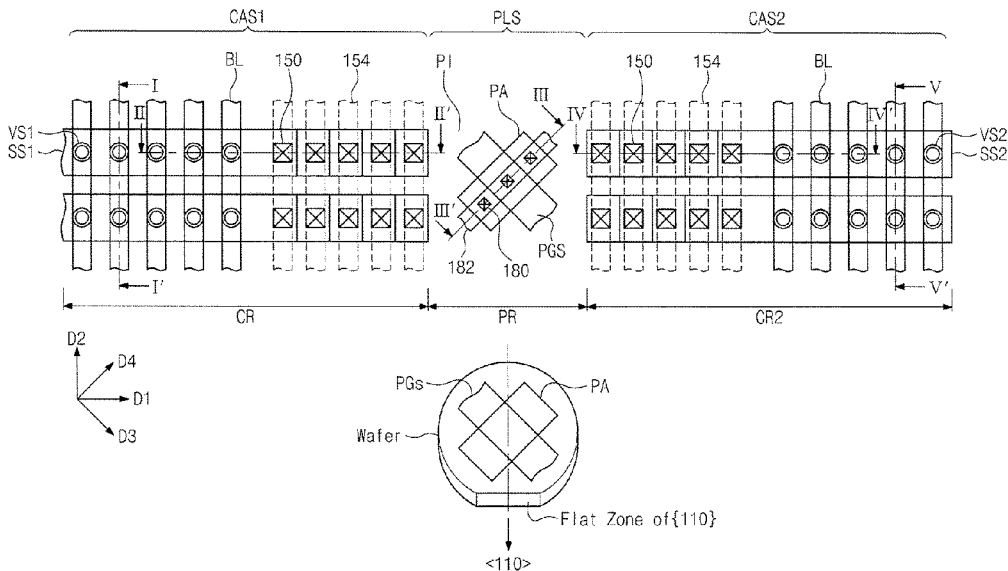 CAS1 PLS CAS2
BL 150 154 PI PA III 150 154 BL
I II II' IV IV' V
VS1 VS2
SS1 SS2
III' PGS
182 180
I' V'
CR PR CR2
D2
D4
D1
D3
PGs PA
Wafer
Flat Zone of{110}
<110>